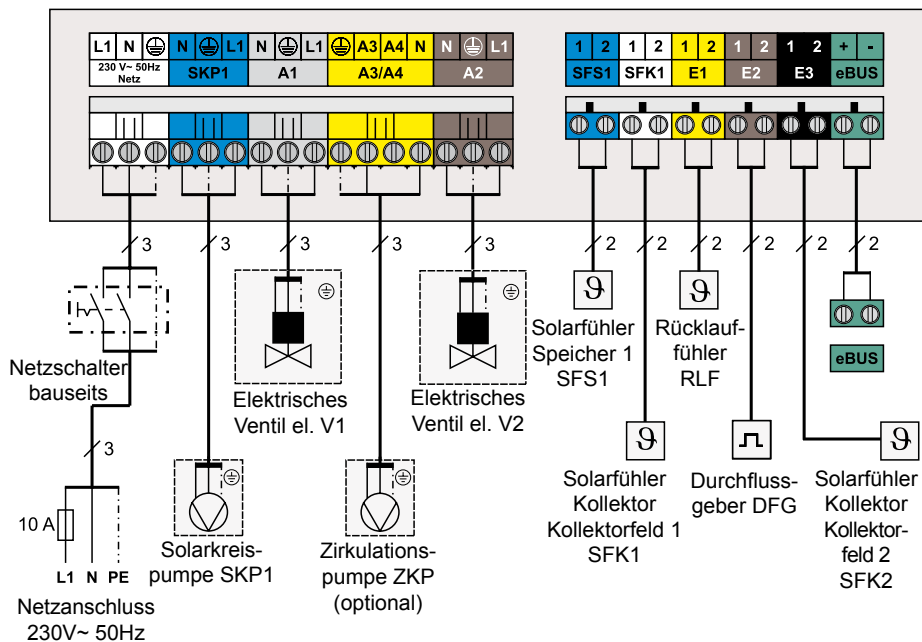 L1 N N L1 N L1 A3 A4 N N L1
230 V~ 50Hz
Netz
SKP1 A1 A3/A4 A2
1 2 1 2 1 2 1 2 1 2 + -
SFS1 SFK1 E1 E2 E3 eBUS
3 3 3 3 3 2 2 2 2 2 2
Netzschalter
bauseits
3
10 A
L1 N PE
Netzanschluss
230V~ 50Hz
Solarkreis-
pumpe SKP1
Elektrisches
Ventil el. V1
Zirkulations-
pumpe ZKP
(optional)
Elektrisches
Ventil el. V2
ϑ
Solarfühler
Speicher 1
SFS1
ϑ
Solarfühler
Kollektor
Kollektorfeld 1
SFK1
ϑ
Rücklauf-
fühler
RLF
Durchfluss-
geber DFG
ϑ
Solarfühler
Kollektor
Kollektor-
feld 2
SFK2
eBUS